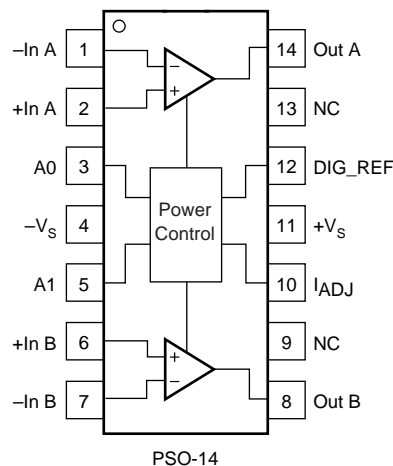 –In A 1 14 Out A
+In A 2 13 NC
A0 3 12 DIG_REF
–VS 4 Power Control 11 +VS
A1 5 10 IADJ
+In B 6 9 NC
–In B 7 8 Out B
– +
+ –
PSO-14